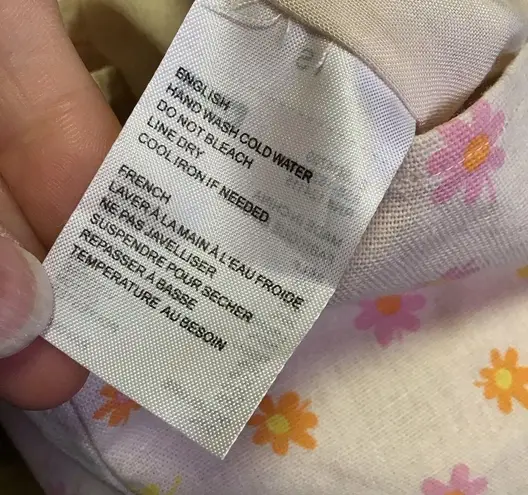 ENGLISH
HAND WASH COLD WATER
DO NOT BLEACH
LINE DRY
COOL IRON IF NEEDED
FRENCH
LAVER À LA MAIN À L'EAU FROIDE
NE PAS JAVELLISER
SUSPENDRE POUR SECHER
REPASSER À BASSE
TEMPERATURE AU BESOIN